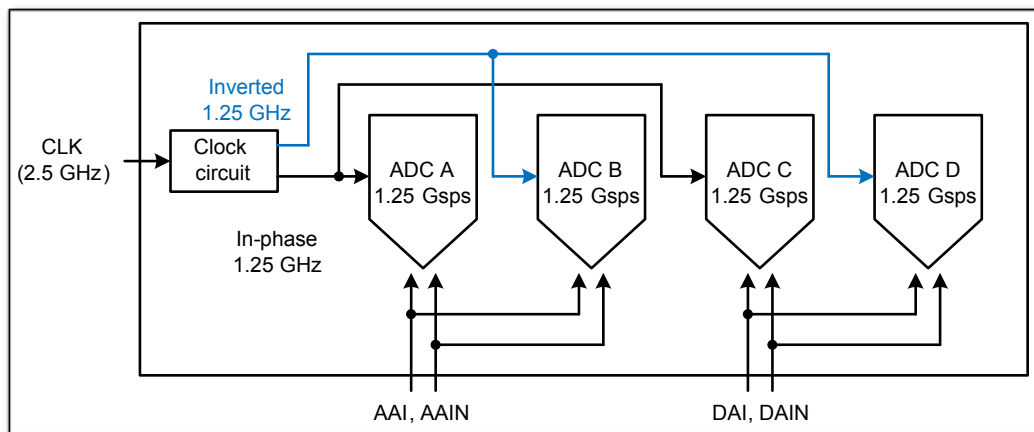 Inverted
1.25 GHz
CLK
(2.5 GHz)
Clock
circuit
ADC A
1.25 Gsps
ADC B
1.25 Gsps
ADC C
1.25 Gsps
ADC D
1.25 Gsps
In-phase
1.25 GHz
AAI, AAIN
DAI, DAIN